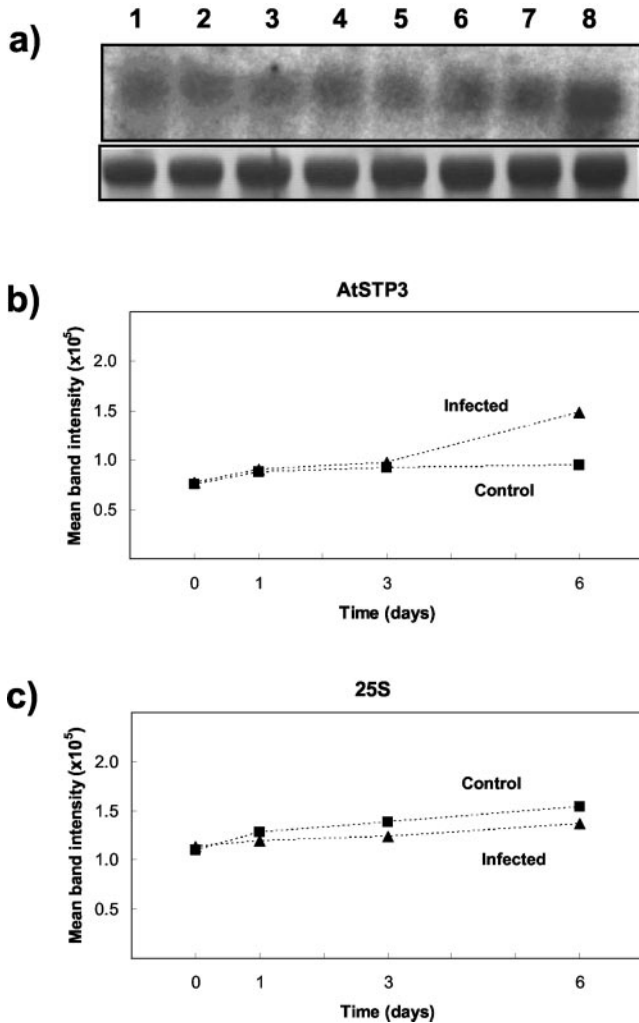 a)
1 2 3 4 5 6 7 8
b)
AtSTP3
Mean band intensity (x10⁵)
2.0
1.5
1.0
0.5
Infected
Control
0 1 3 6
Time (days)
c)
25S
Mean band intensity (x10⁵)
2.0
1.5
1.0
0.5
Control
Infected
0 1 3 6
Time (days)